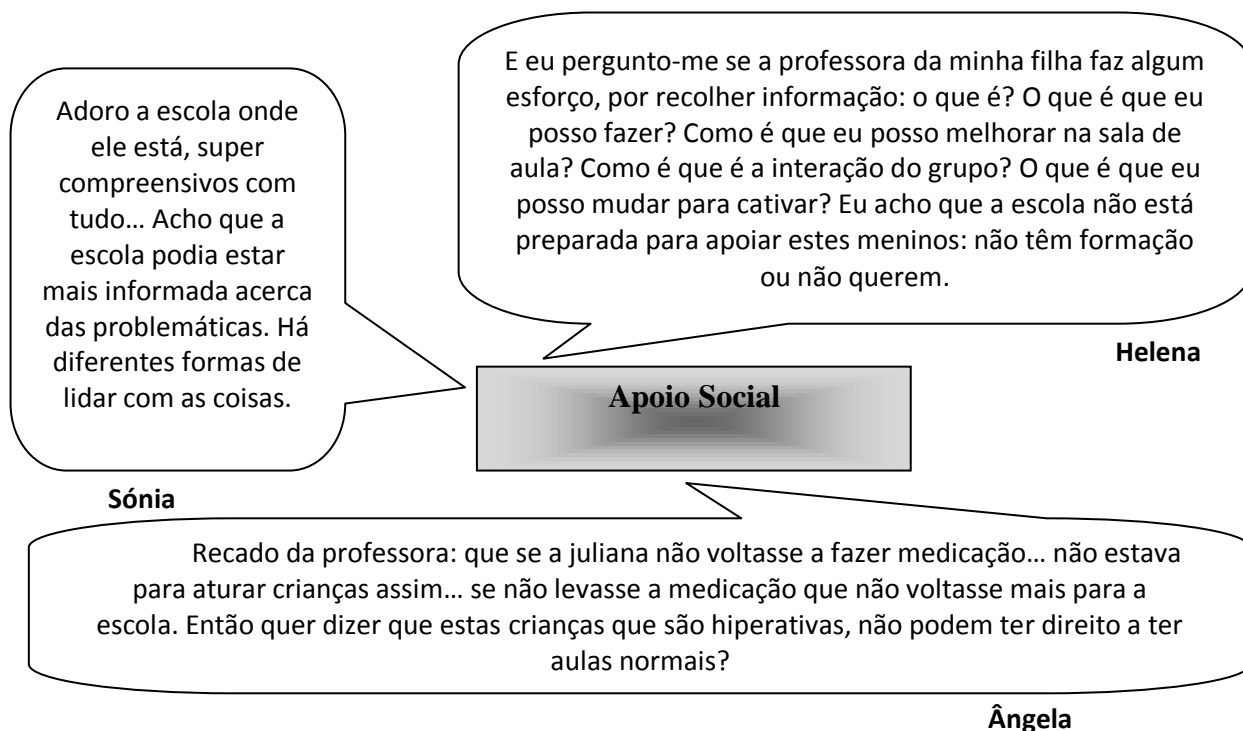 Adoro a escola onde
ele está, super
compreensivos com
tudo… Acho que a
escola podia estar
mais informada acerca
das problemáticas. Há
diferentes formas de
lidar com as coisas.
Sónia
E eu pergunto-me se a professora da minha filha faz algum
esforço, por recolher informação: o que é? O que é que eu
posso fazer? Como é que eu posso melhorar na sala de
aula? Como é que é a interação do grupo? O que é que eu
posso mudar para cativar? Eu acho que a escola não está
preparada para apoiar estes meninos: não têm formação
ou não querem.
Helena
Apoio Social
Recado da professora: que se a juliana não voltasse a fazer medicação… não estava
para aturar crianças assim… se não levasse a medicação que não voltasse mais para a
escola. Então quer dizer que estas crianças que são hiperativas, não podem ter direito a ter
aulas normais?
Ângela